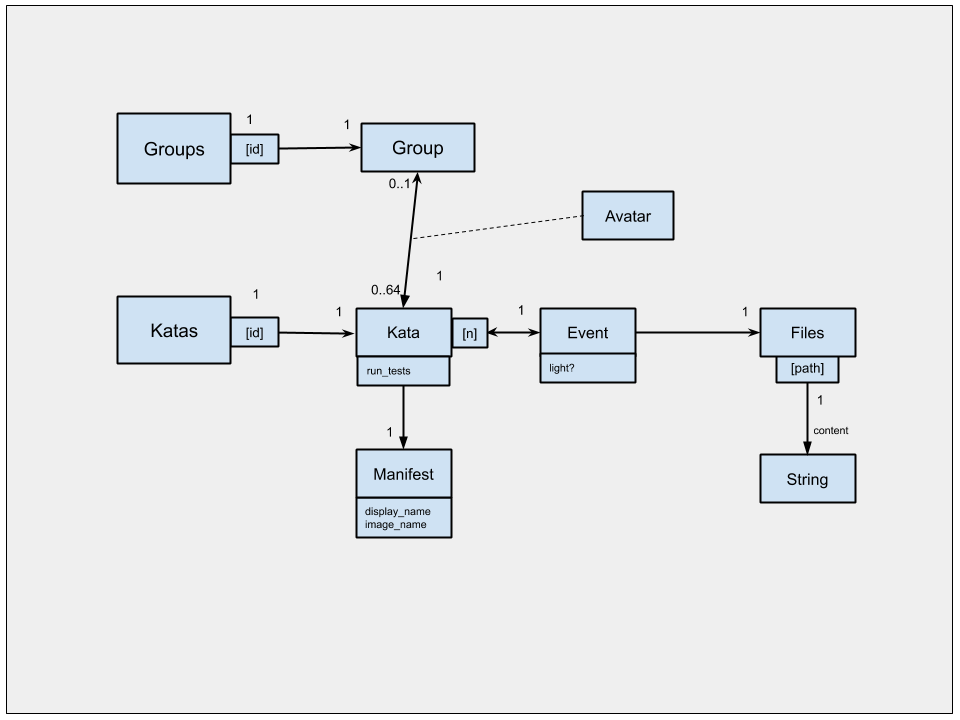 1
1
Groups
[id]
Group
0..1
Avatar
1
0..64
1
1
1
1
Katas
[id]
Kata
[n]
Event
Files
run_tests
light?
[path]
1
1
content
Manifest
String
display_name
image_name